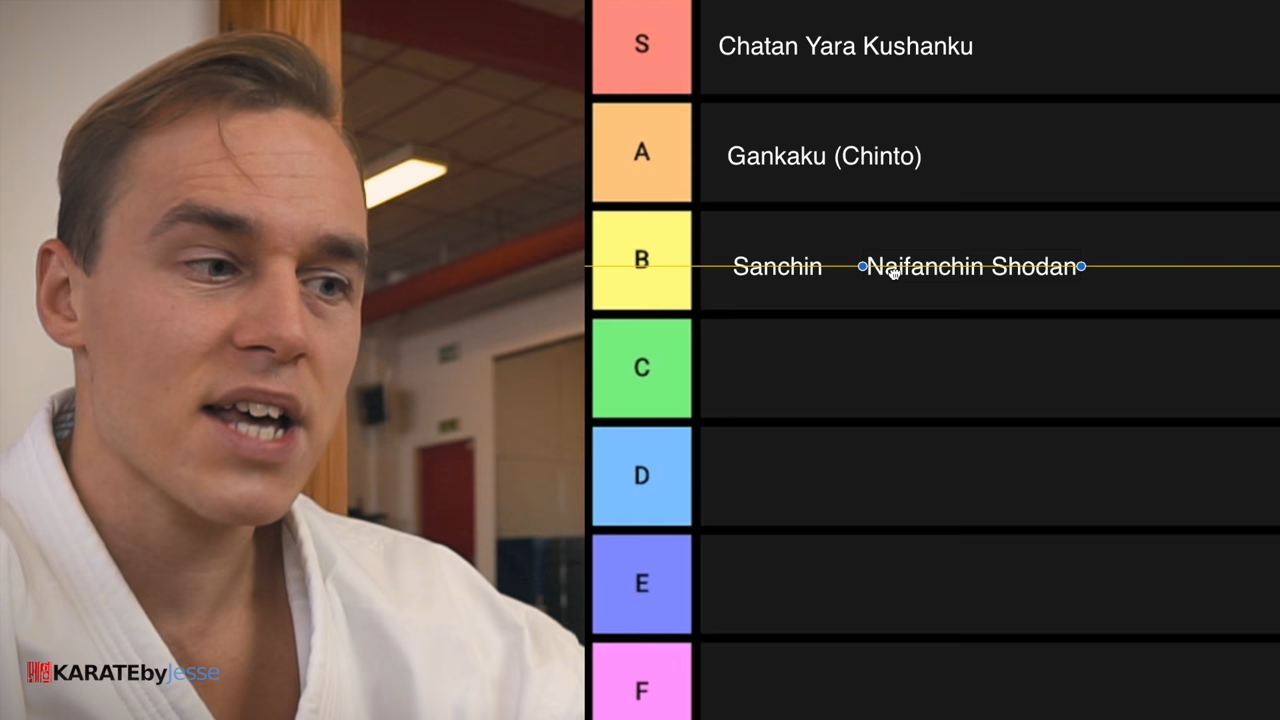 S
Chatan Yara Kushanku
A
Gankaku (Chinto)
B
Sanchin
Naifanchin Shodan
C
D
E
F
KARATEbyJesse